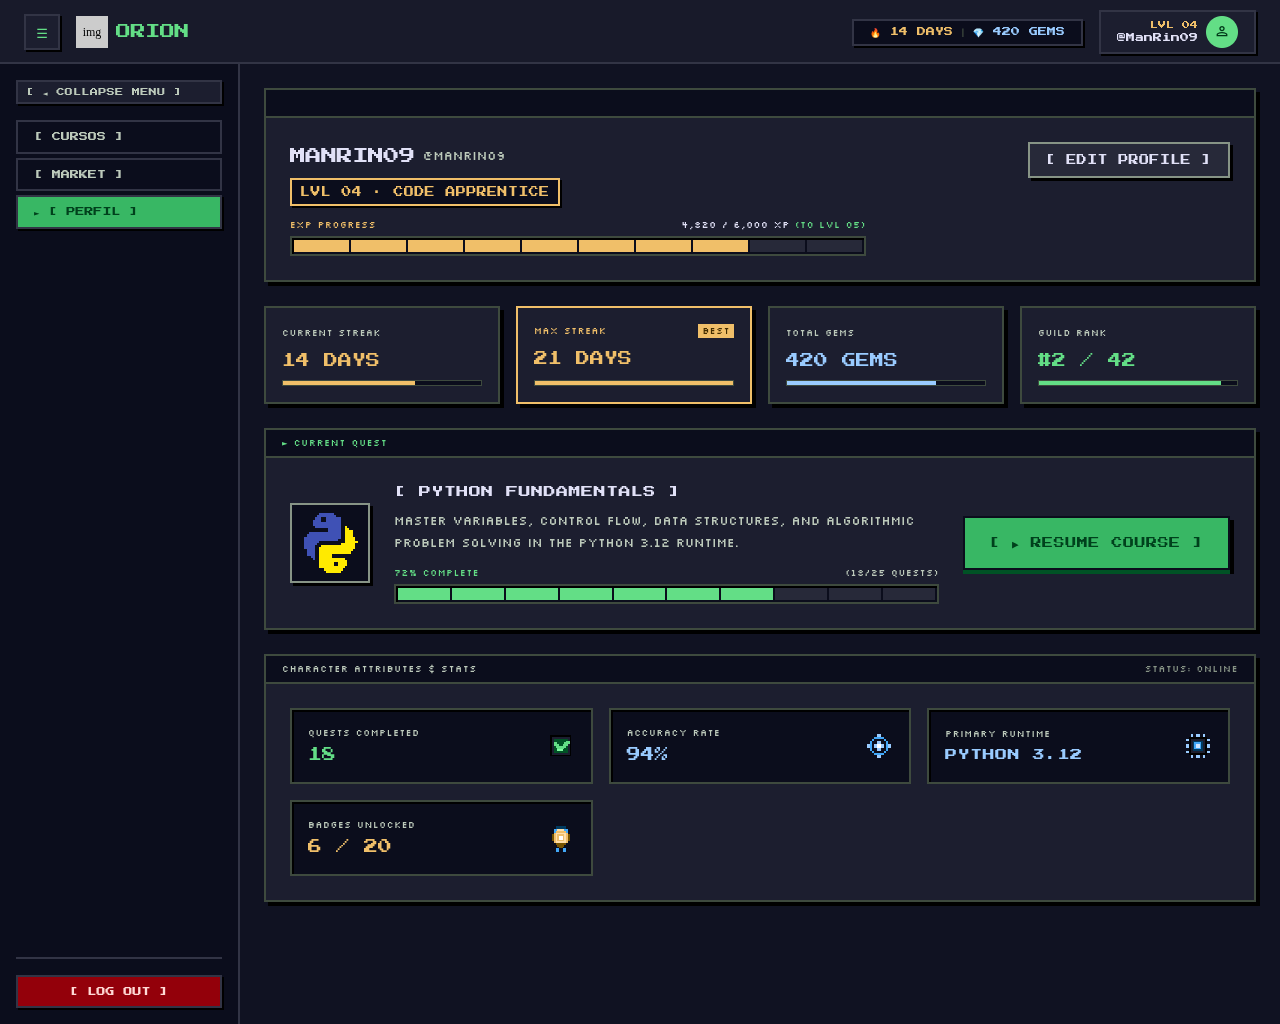 ☰ img ORION 🔥 14 DAYS | 💎 420 GEMS LVL 04
@ManRin09
[ ◄ COLLAPSE MENU ]
[ CURSOS ]
[ MARKET ]
► [ PERFIL ]
[ LOG OUT ]
MANRIN09 @MANRIN09
[ EDIT PROFILE ]
LVL 04 · CODE APPRENTICE
EXP PROGRESS 4,820 / 6,000 XP (TO LVL 05)
CURRENT STREAK
14 DAYS
MAX STREAK BEST
21 DAYS
TOTAL GEMS
420 GEMS
GUILD RANK
#2 / 42
► CURRENT QUEST
[ PYTHON FUNDAMENTALS ]
MASTER VARIABLES, CONTROL FLOW, DATA STRUCTURES, AND ALGORITHMIC
PROBLEM SOLVING IN THE PYTHON 3.12 RUNTIME.
72% COMPLETE (18/25 QUESTS)
[ ► RESUME COURSE ]
CHARACTER ATTRIBUTES & STATS STATUS: ONLINE
QUESTS COMPLETED
18
ACCURACY RATE
94%
PRIMARY RUNTIME
PYTHON 3.12
BADGES UNLOCKED
6 / 20